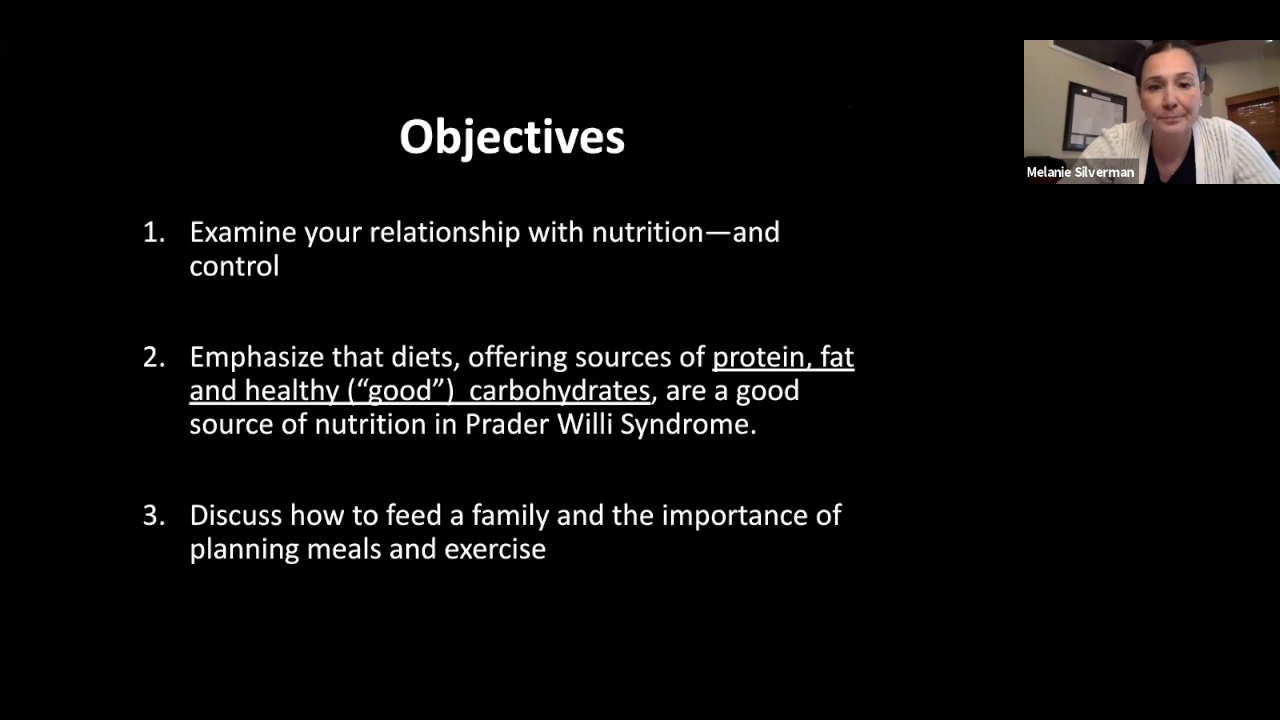 Objectives
Melanie Silverman
1. Examine your relationship with nutrition—and
control
2. Emphasize that diets, offering sources of protein, fat
and healthy (“good”)  carbohydrates, are a good
source of nutrition in Prader Willi Syndrome.
3. Discuss how to feed a family and the importance of
planning meals and exercise